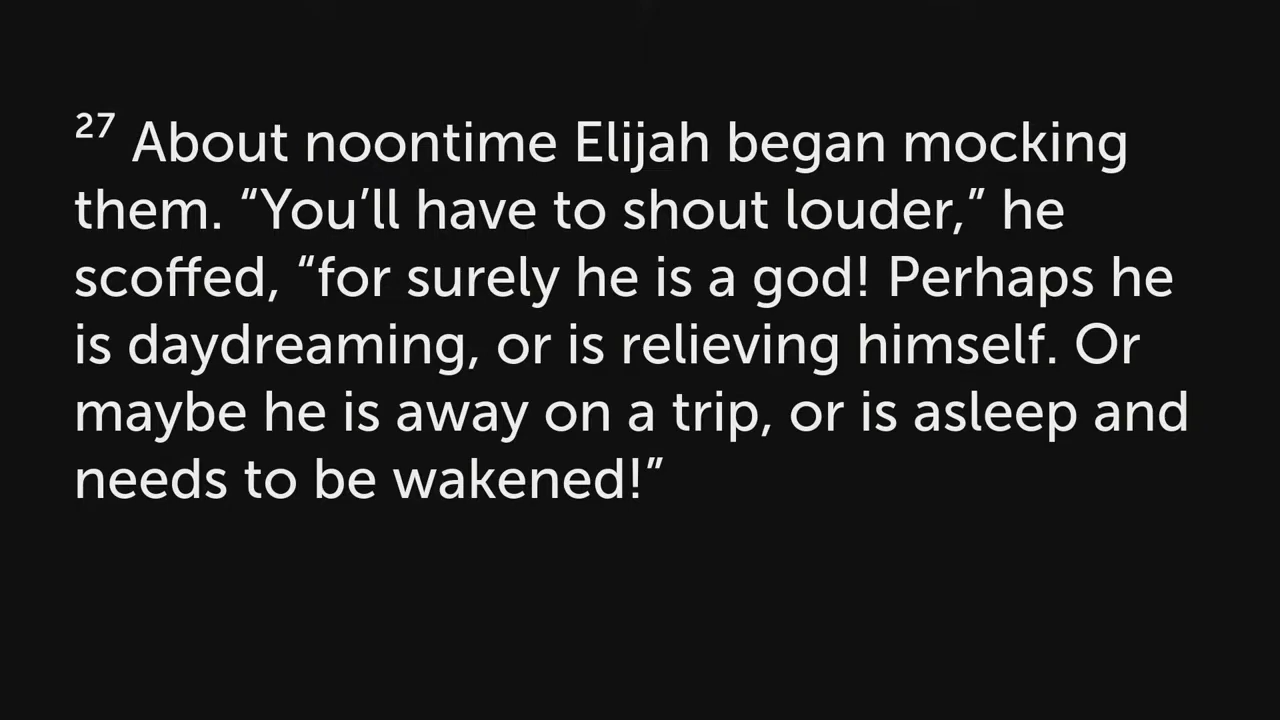 27 About noontime Elijah began mocking
them. “You’ll have to shout louder,” he
scoffed, “for surely he is a god! Perhaps he
is daydreaming, or is relieving himself. Or
maybe he is away on a trip, or is asleep and
needs to be wakened!”